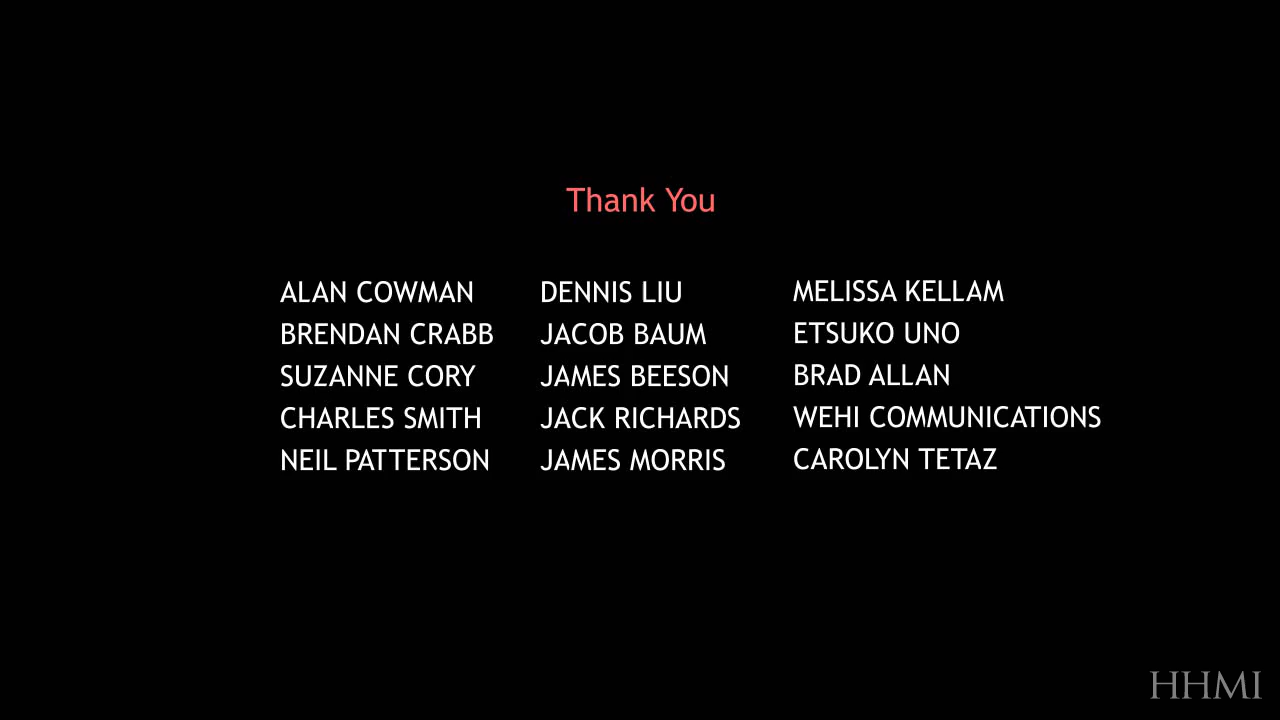 Thank You
ALAN COWMAN
BRENDAN CRABB
SUZANNE CORY
CHARLES SMITH
NEIL PATTERSON
DENNIS LIU
JACOB BAUM
JAMES BEESON
JACK RICHARDS
JAMES MORRIS
MELISSA KELLAM
ETSUKO UNO
BRAD ALLAN
WEHI COMMUNICATIONS
CAROLYN TETAZ
HHMI